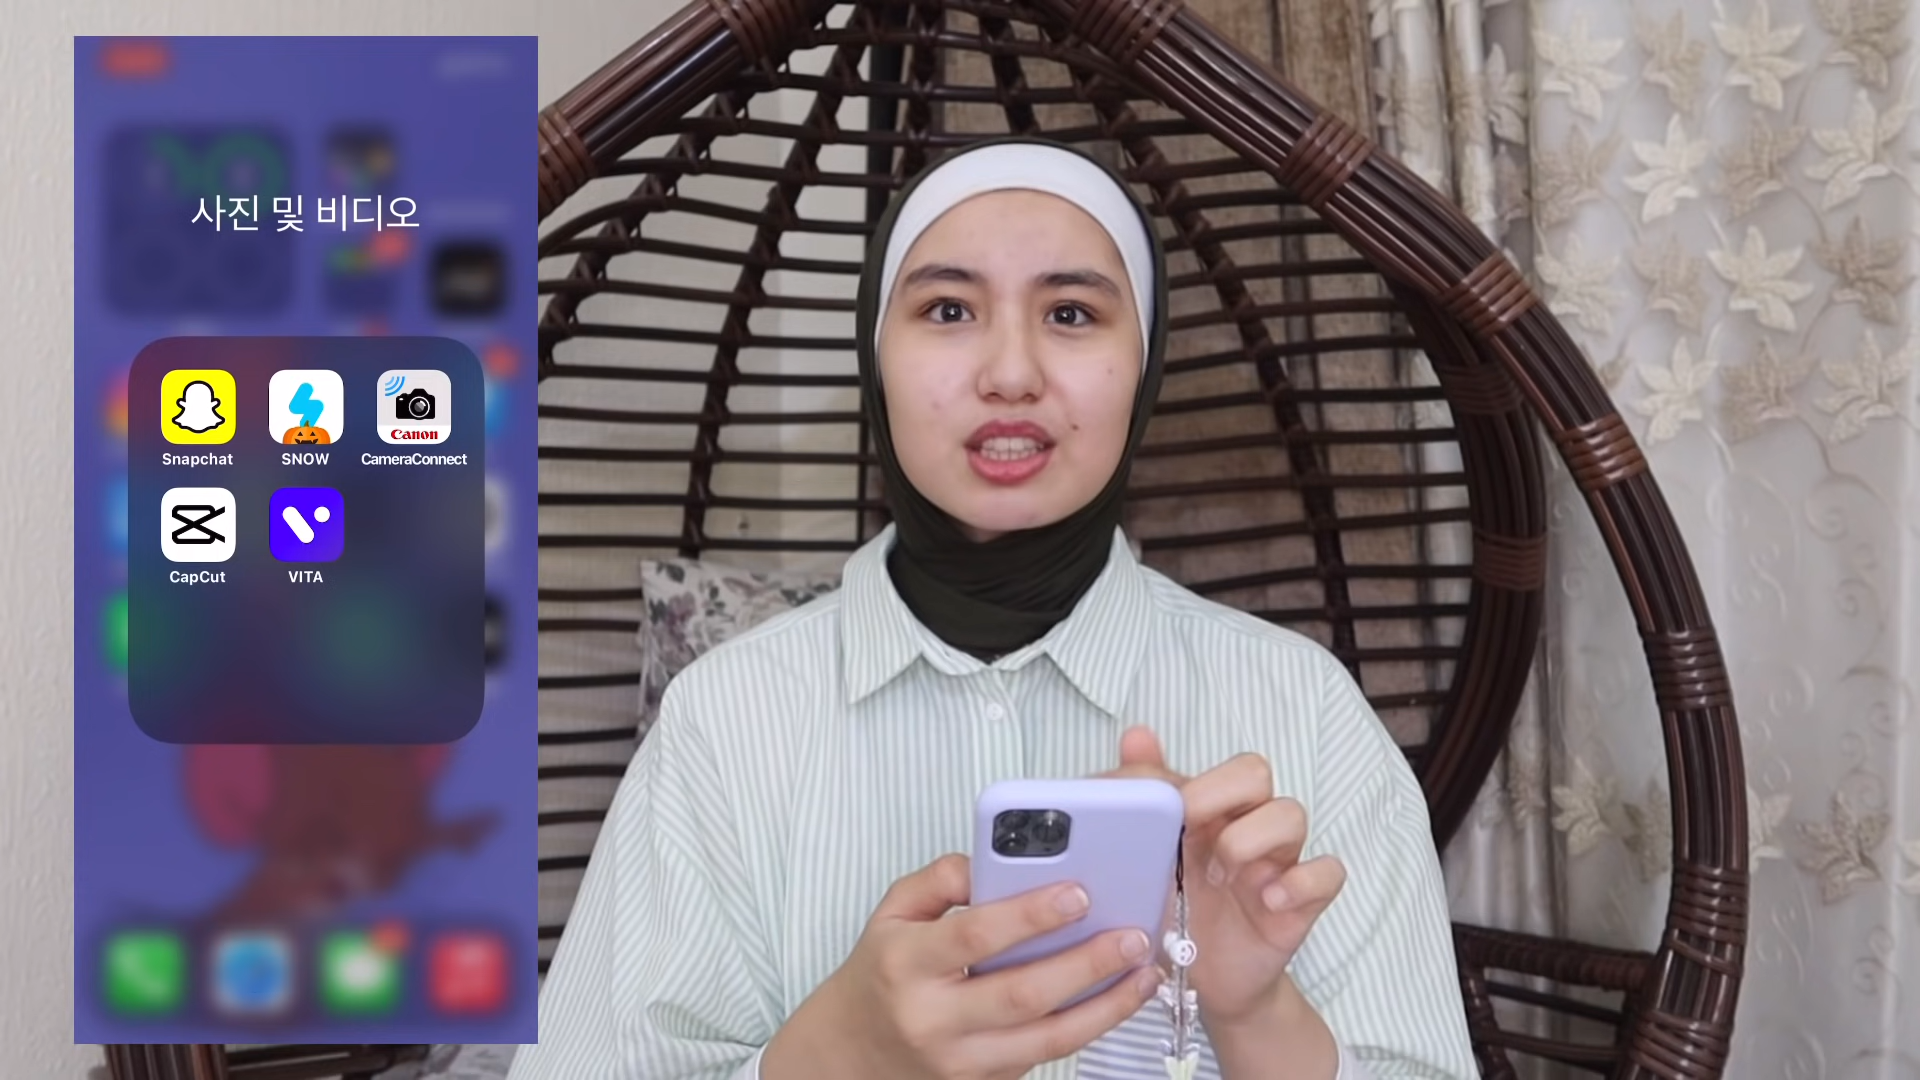 사진 및 비디오
Canon
Snapchat
SNOW
CameraConnect
CapCut
VITA